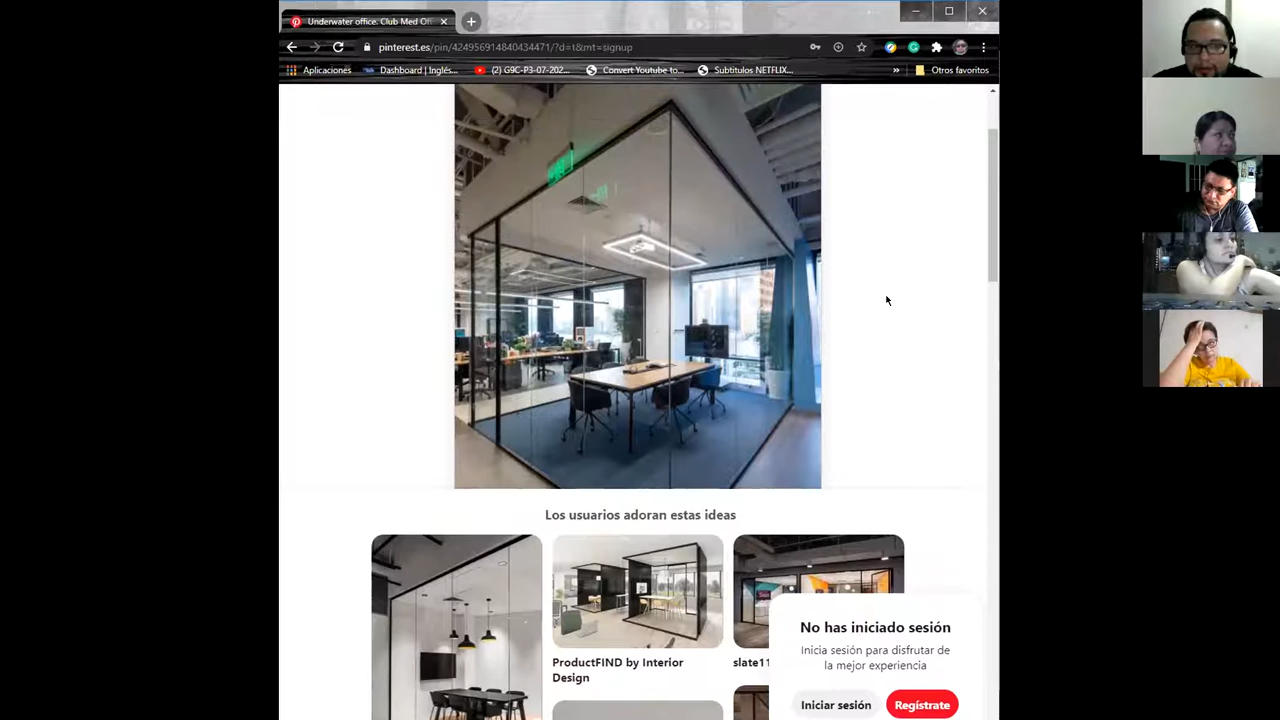 Underwater office. Club Med Off
pinterest.es/pin/424956914840434471/?d=t&mt=signup
Aplicaciones
Dashboard | Inglés...
(2) G9C-P3-07-202...
Convert Youtube to...
Subtitulos NETFLIX...
»
Otros favoritos
Los usuarios adoran estas ideas
ProductFIND by Interior
Design
slate11
No has iniciado sesión
Inicia sesión para disfrutar de
la mejor experiencia
Iniciar sesión
Regístrate